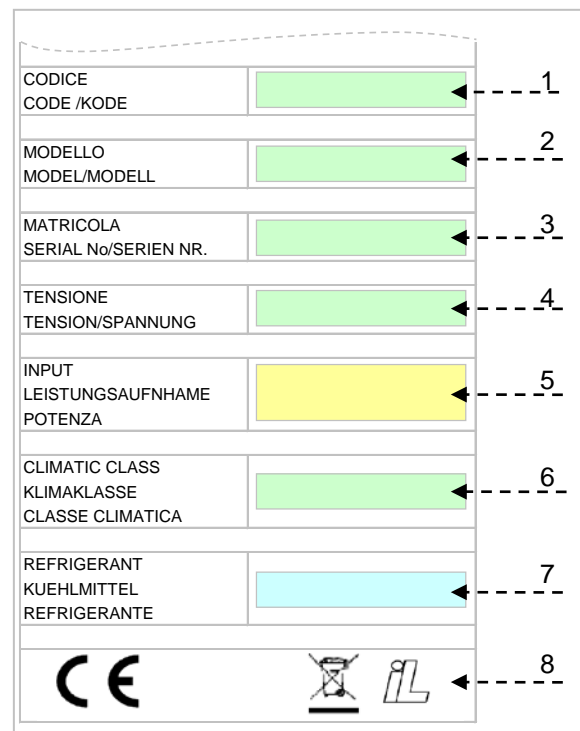 CODICE
CODE /KODE
1
MODELLO
MODEL/MODELL
2
MATRICOLA
SERIAL No/SERIEN NR.
3
TENSIONE
TENSION/SPANNUNG
4
INPUT
LEISTUNGSAUFNHAME
POTENZA
5
CLIMATIC CLASS
KLIMAKLASSE
CLASSE CLIMATICA
6
REFRIGERANT
KUEHLMITTEL
REFRIGERANTE
7
CE
iL
8